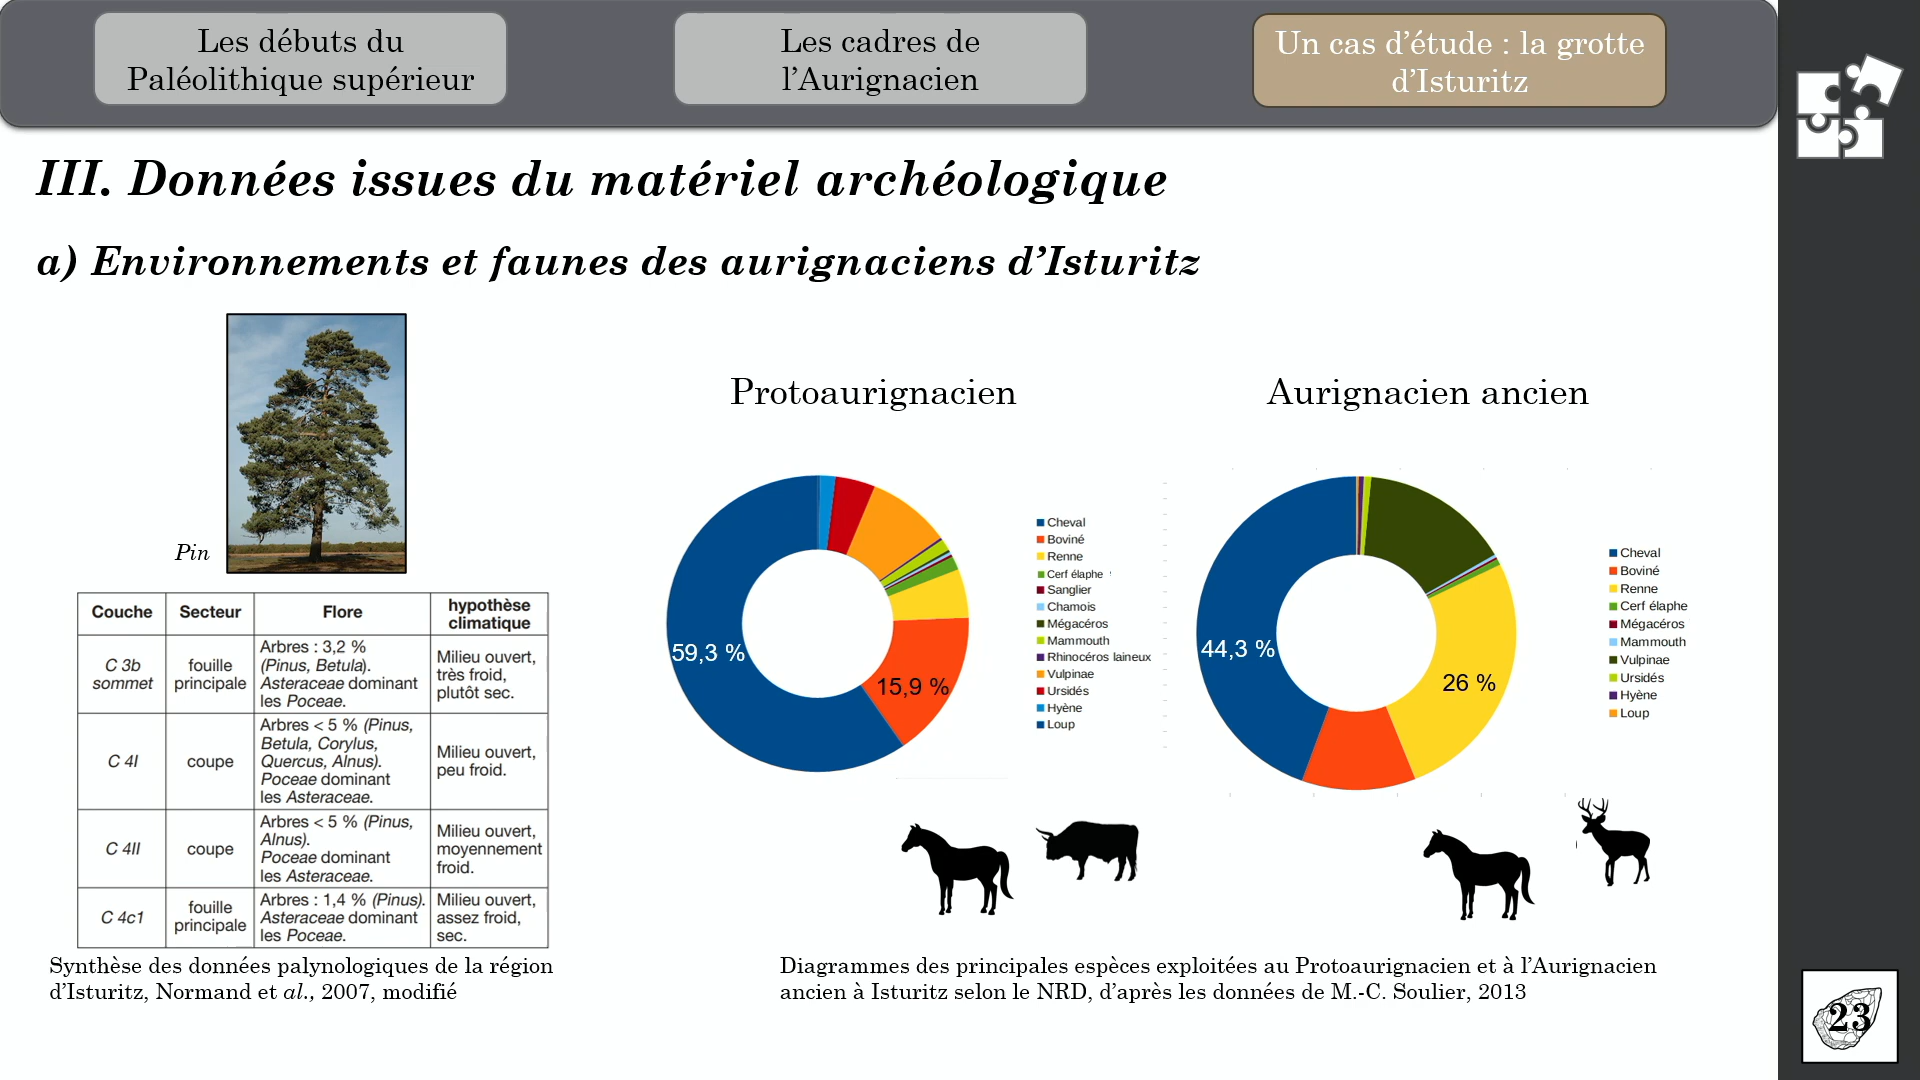 Les débuts du
Paléolithique supérieur
Les cadres de
l’Aurignacien
Un cas d’étude : la grotte
d’Isturitz
III. Données issues du matériel archéologique
a) Environnements et faunes des aurignaciens d’Isturitz
Pin
Couche Secteur Flore hypothèse
climatique
C 3b
sommet
fouille
principale
Arbres : 3,2 %
(Pinus, Betula).
Asteraceae dominant
les Poceae.
Milieu ouvert,
très froid,
plutôt sec.
C 4I
coupe
Arbres < 5 % (Pinus,
Betula, Corylus,
Quercus, Alnus).
Poceae dominant
les Asteraceae.
Milieu ouvert,
peu froid.
C 4II
coupe
Arbres < 5 % (Pinus,
Alnus).
Poceae dominant
les Asteraceae.
Milieu ouvert,
moyennement
froid.
C 4c1
fouille
principale
Arbres : 1,4 % (Pinus).
Asteraceae dominant
les Poceae.
Milieu ouvert,
assez froid,
sec.
Synthèse des données palynologiques de la région
d’Isturitz, Normand et al., 2007, modifié
Protoaurignacien
59,3 %
15,9 %
Cheval
Boviné
Renne
Cerf élaphe
Sanglier
Chamois
Mégacéros
Mammouth
Rhinocéros laineux
Vulpinae
Ursidés
Hyène
Loup
Aurignacien ancien
44,3 %
26 %
Cheval
Boviné
Renne
Cerf élaphe
Mégacéros
Mammouth
Vulpinae
Ursidés
Hyène
Loup
Diagrammes des principales espèces exploitées au Protoaurignacien et à l’Aurignacien
ancien à Isturitz selon le NRD, d’après les données de M.-C. Soulier, 2013
23